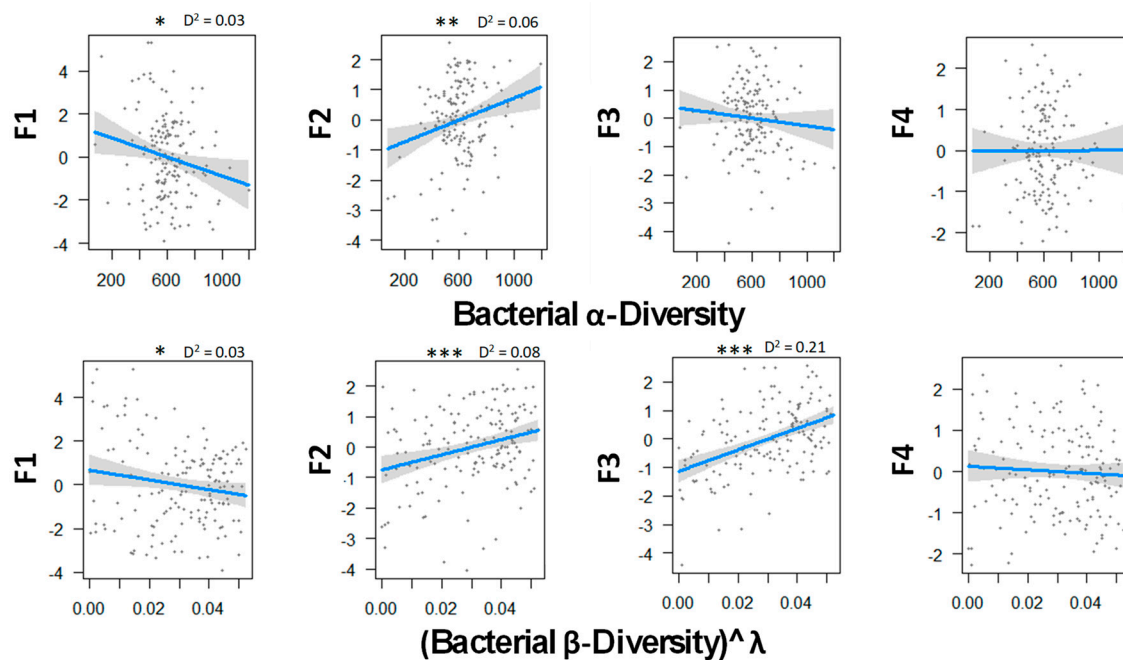 * D² = 0.03
** D² = 0.06
F1
4
2
0
-2
-4
200 600 1000
F2
2
1
0
-1
-2
-3
-4
200 600 1000
F3
2
0
-2
-4
200 600 1000
F4
2
1
0
-1
-2
200 600 1000
Bacterial α-Diversity
* D² = 0.03
*** D² = 0.08
*** D² = 0.21
F1
4
2
0
-2
-4
0.00 0.02 0.04
F2
2
1
0
-1
-2
-3
-4
0.00 0.02 0.04
F3
2
1
0
-1
-2
-3
-4
0.00 0.02 0.04
F4
2
1
0
-1
-2
0.00 0.02 0.04
(Bacterial β-Diversity)^ λ